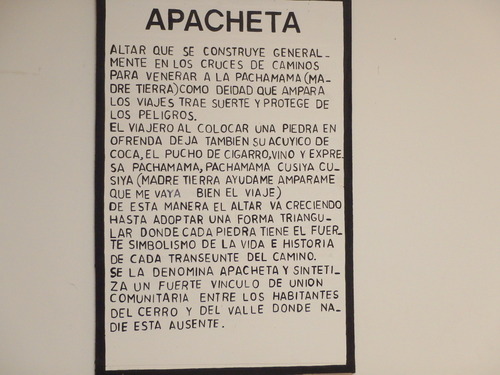 APACHETA
ALTAR QUE SE CONSTRUYE GENERAL-
MENTE EN LOS CRUCES DE CAMINOS
PARA VENERAR A LA PACHAMAMA (MA-
DRE TIERRA) COMO DEIDAD QUE AMPARA
LOS VIAJES TRAE SUERTE Y PROTEGE DE
LOS PELIGROS.
EL VIAJERO AL COLOCAR UNA PIEDRA EN
OFRENDA DEJA TAMBIEN SU ACUYICO DE
COCA, EL PUCHO DE CIGARRO, VINO Y EXPRE_
SA PACHAMAMA, PACHAMAMA CUSIYA CU-
SIYA (MADRE TIERRA AYUDAME AMPARAME
QUE ME VAYA BIEN EL VIAJE)
DE ESTA MANERA EL ALTAR VA CRECIENDO
HASTA ADOPTAR UNA FORMA TRIANGU-
LAR DONDE CADA PIEDRA TIENE EL FUER-
TE SIMBOLISMO DE LA VIDA E HISTORIA
DE CADA TRANSEUNTE DEL CAMINO.
SE LA DENOMINA APACHETA Y SINTETI-
ZA UN FUERTE VINCULO DE UNION
COMUNITARIA ENTRE LOS HABITANTES
DEL CERRO Y DEL VALLE DONDE NA-
DIE ESTA AUSENTE.